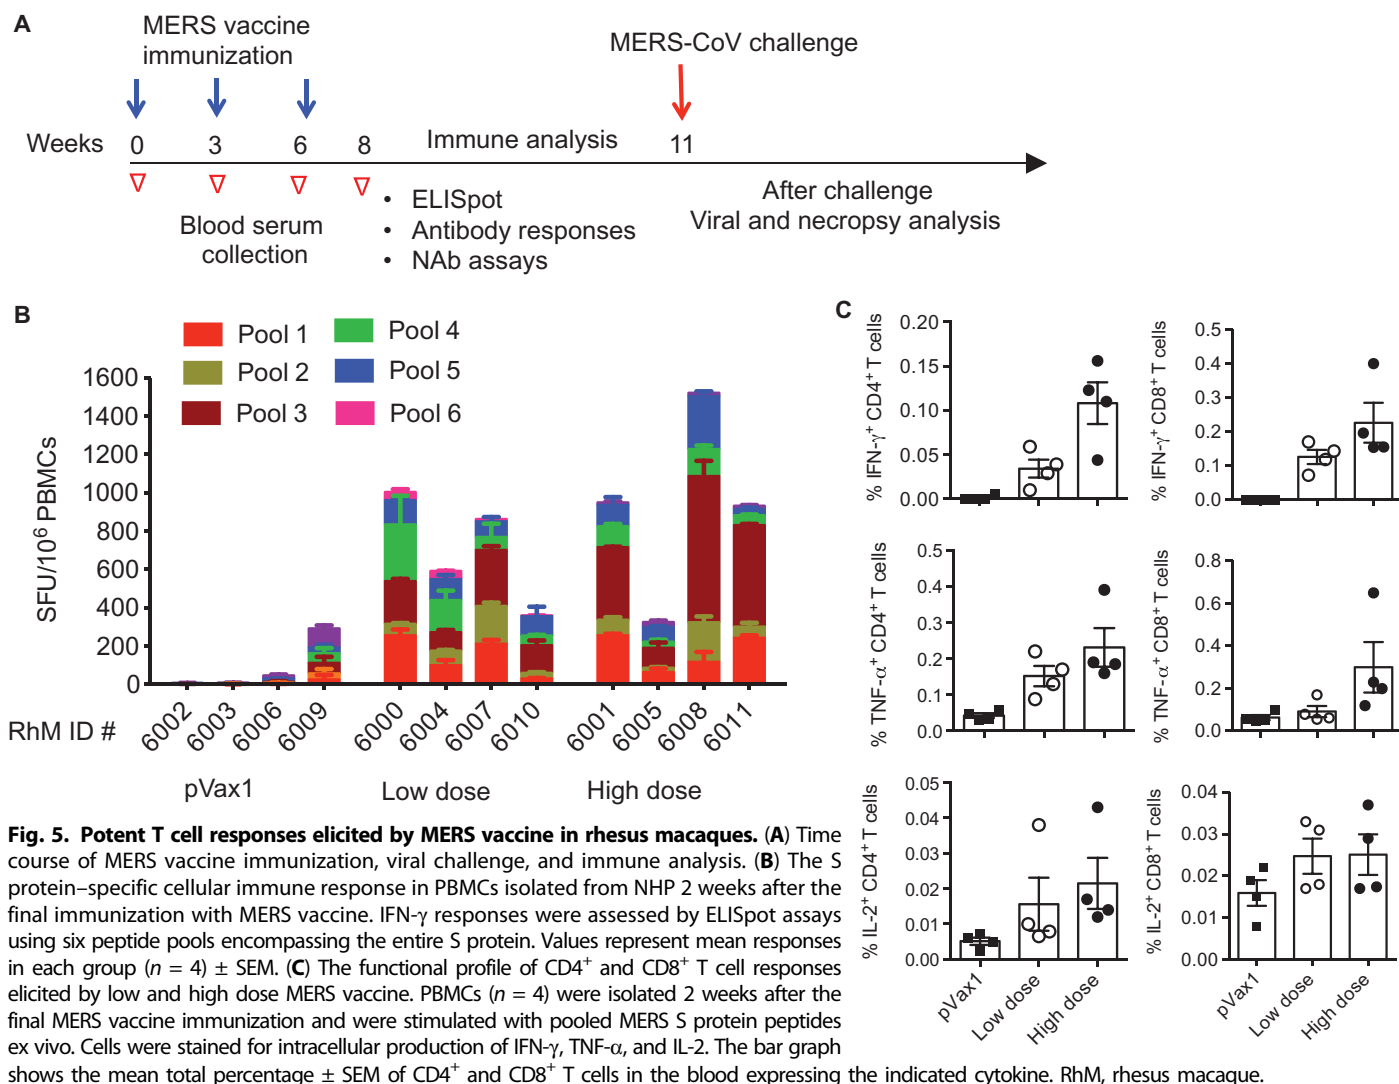 A
MERS vaccine
immunization
MERS-CoV challenge
Weeks 0 3 6 8 Immune analysis 11
Blood serum
collection
• ELISpot
• Antibody responses
• NAb assays
After challenge
Viral and necropsy analysis
B
Pool 1 Pool 4
Pool 2 Pool 5
Pool 3 Pool 6
SFU/10⁶ PBMCs
1600
1400
1200
1000
800
600
400
200
0
RhM ID # 6002 6003 6006 6009 6000 6004 6007 6010 6001 6005 6008 6011
pVax1 Low dose High dose
C
% IFN-γ⁺ CD4⁺ T cells
0.20
0.15
0.10
0.05
0.00
% IFN-γ⁺ CD8⁺ T cells
0.5
0.4
0.3
0.2
0.1
0.0
% TNF-α⁺ CD4⁺ T cells
0.5
0.4
0.3
0.2
0.1
0.0
% TNF-α⁺ CD8⁺ T cells
0.8
0.6
0.4
0.2
0.0
% IL-2⁺ CD4⁺ T cells
0.05
0.04
0.03
0.02
0.01
0.00
pVax1 Low dose High dose
% IL-2⁺ CD8⁺ T cells
0.04
0.03
0.02
0.01
0.00
pVax1 Low dose High dose
Fig. 5. Potent T cell responses elicited by MERS vaccine in rhesus macaques. (A) Time
course of MERS vaccine immunization, viral challenge, and immune analysis. (B) The S
protein–specific cellular immune response in PBMCs isolated from NHP 2 weeks after the
final immunization with MERS vaccine. IFN-γ responses were assessed by ELISpot assays
using six peptide pools encompassing the entire S protein. Values represent mean responses
in each group (n = 4) ± SEM. (C) The functional profile of CD4⁺ and CD8⁺ T cell responses
elicited by low and high dose MERS vaccine. PBMCs (n = 4) were isolated 2 weeks after the
final MERS vaccine immunization and were stimulated with pooled MERS S protein peptides
ex vivo. Cells were stained for intracellular production of IFN-γ, TNF-α, and IL-2. The bar graph
shows the mean total percentage ± SEM of CD4⁺ and CD8⁺ T cells in the blood expressing the indicated cytokine. RhM, rhesus macaque.